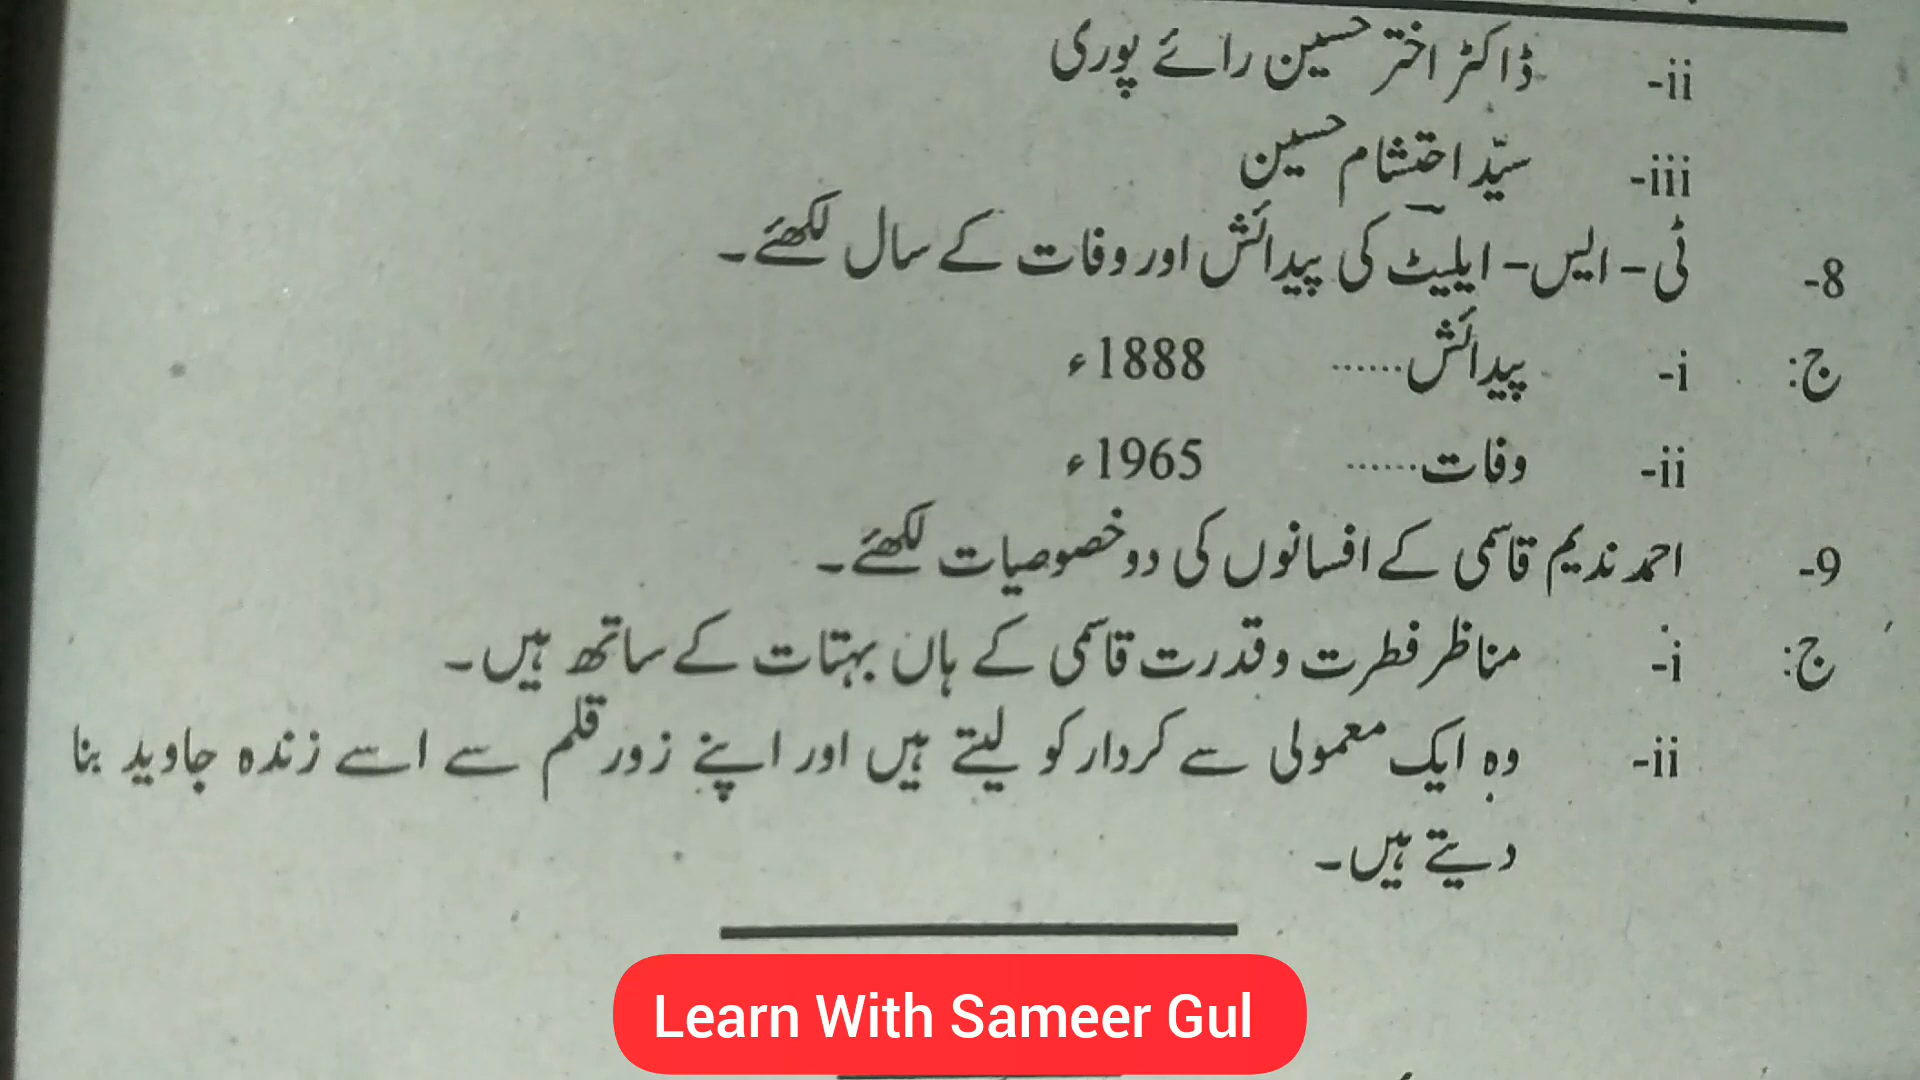 ii- ڈاکٹر اختر حسین رائے پوری
iii- سیّد احتشام حسین
8- ٹی - ایس - ایلیٹ کی پیدائش اور وفات کے سال لکھئے۔
ج: i- پیدائش...... 1888ء
ii- وفات...... 1965ء
9- احمد ندیم قاسمی کے افسانوں کی دو خصوصیات لکھئے۔
ج: i- مناظر فطرت و قدرت قاسمی کے ہاں بہتات کے ساتھ ہیں۔
ii- وہ ایک معمولی سے کردار کو لیتے ہیں اور اپنے زور قلم سے اسے زندہ جاوید بنا
دیتے ہیں۔
Learn With Sameer Gul